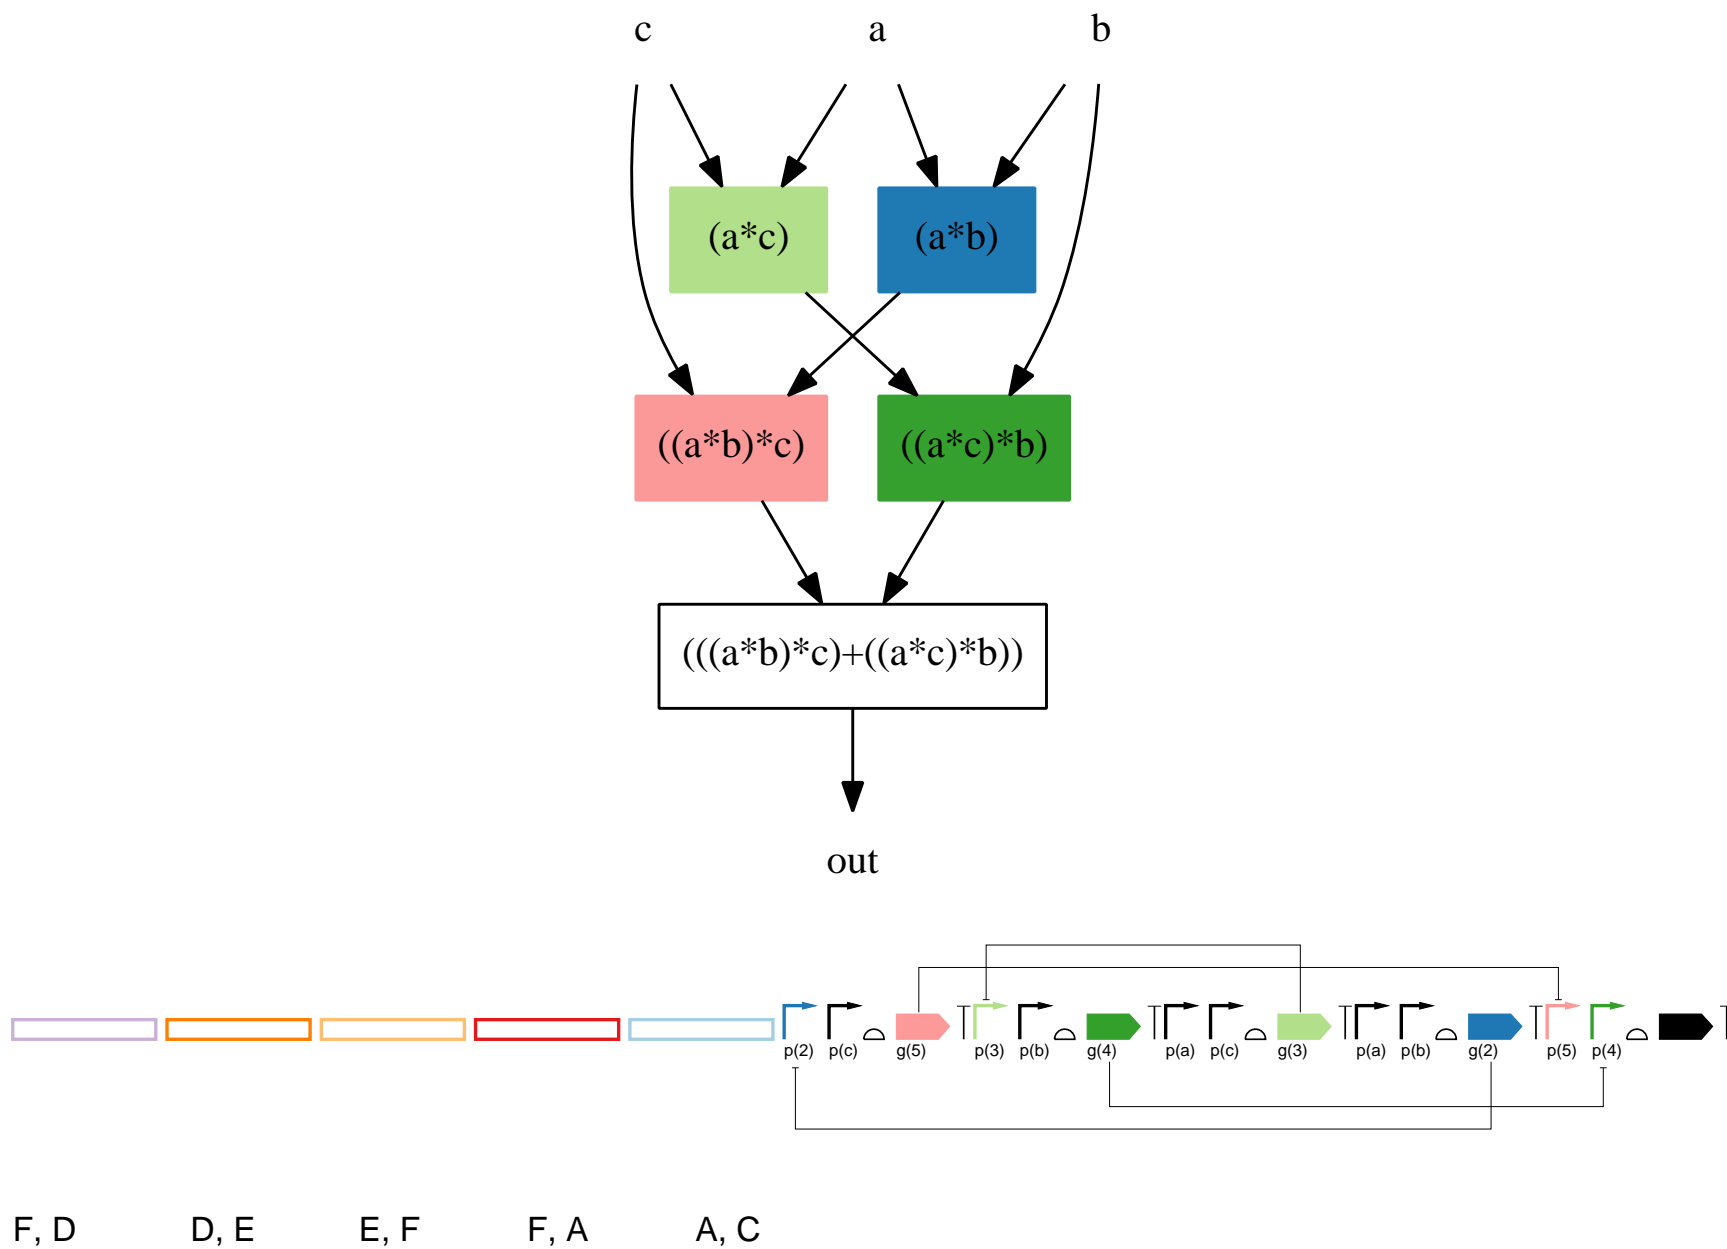 c a b
(a*c) (a*b)
((a*b)*c) ((a*c)*b)
(((a*b)*c)+((a*c)*b))
out
p(2) p(c) g(5) p(3) p(b) g(4) p(a) p(c) g(3) p(a) p(b) g(2) p(5) p(4)
F, D D, E E, F F, A A, C